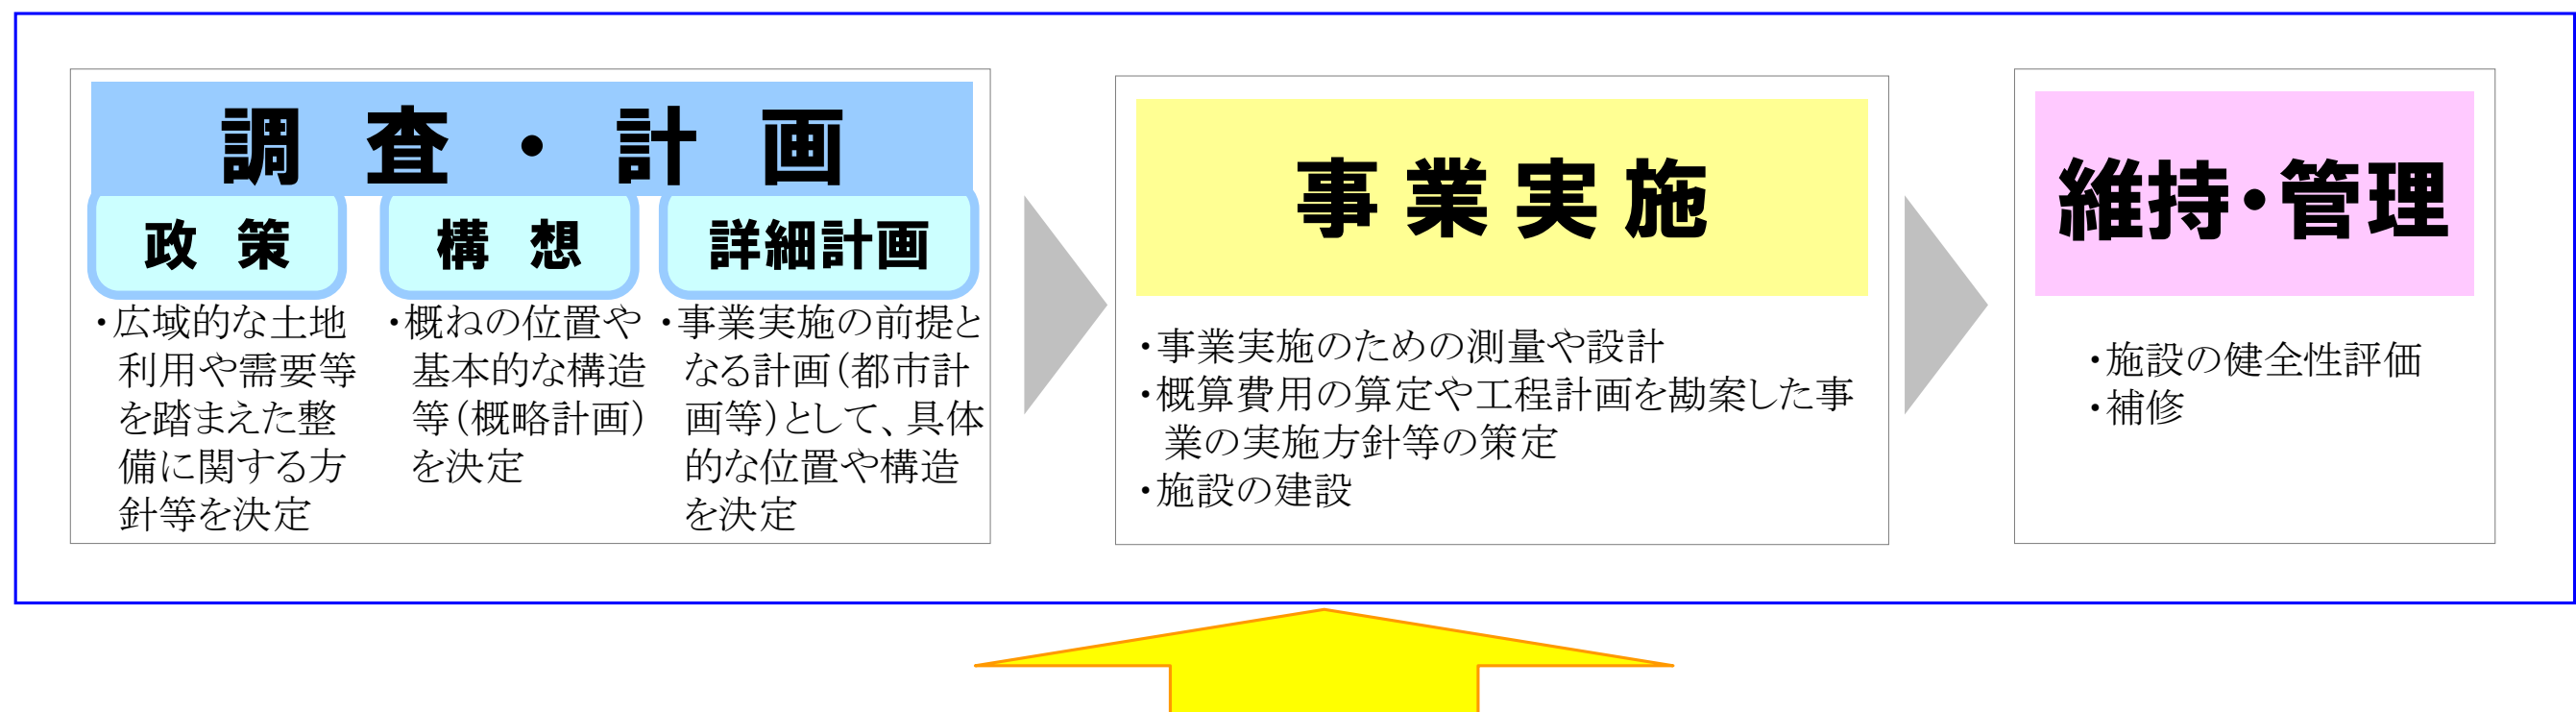 調査・計画
政策
・広域的な土地
利用や需要等
を踏まえた整
備に関する方
針等を決定
構想
・概ねの位置や
基本的な構造
等(概略計画)
を決定
詳細計画
・事業実施の前提と
なる計画(都市計
画等)として、具体
的な位置や構造
を決定
事業実施
・事業実施のための測量や設計
・概算費用の算定や工程計画を勘案した事
業の実施方針等の策定
・施設の建設
維持・管理
・施設の健全性評価
・補修